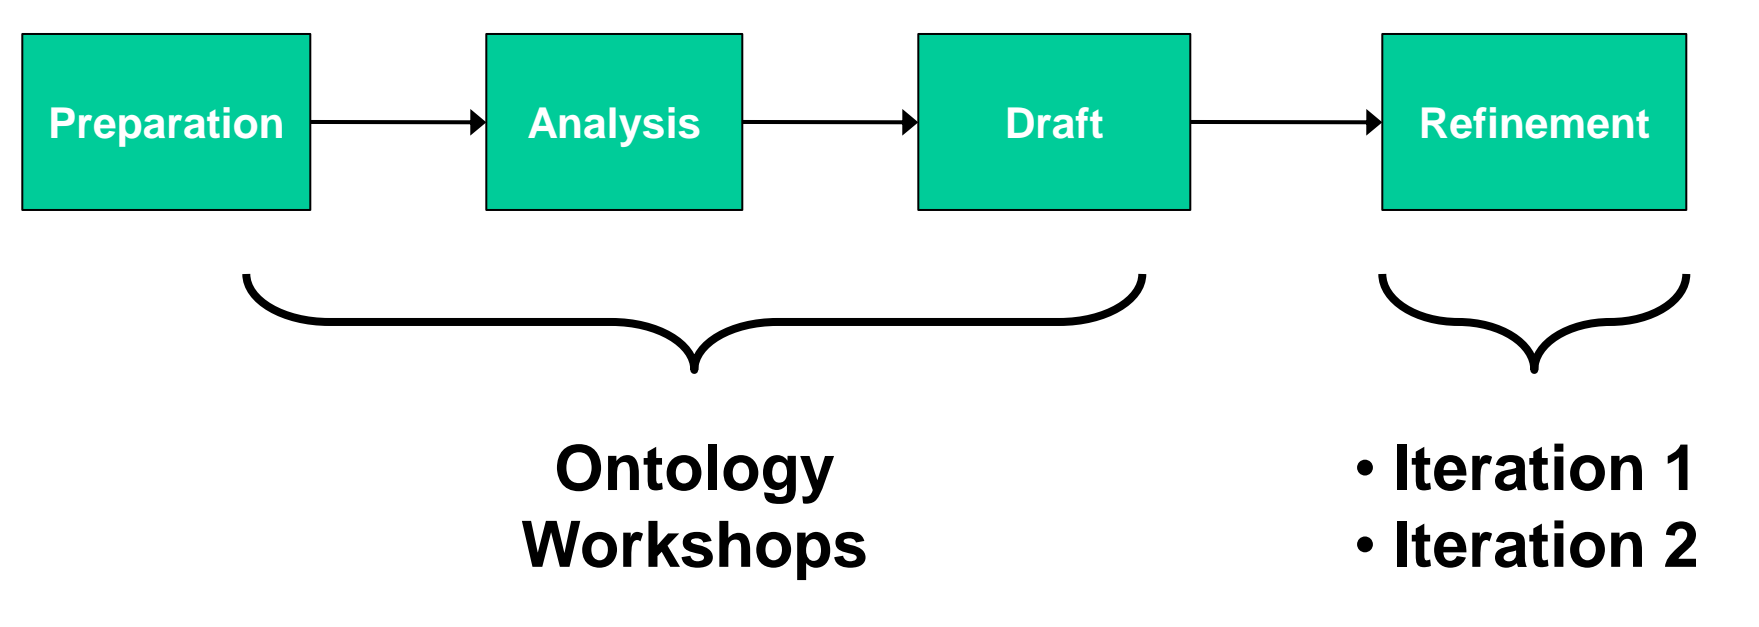 Preparation
Analysis
Draft
Refinement
Ontology
Workshops
• Iteration 1
• Iteration 2